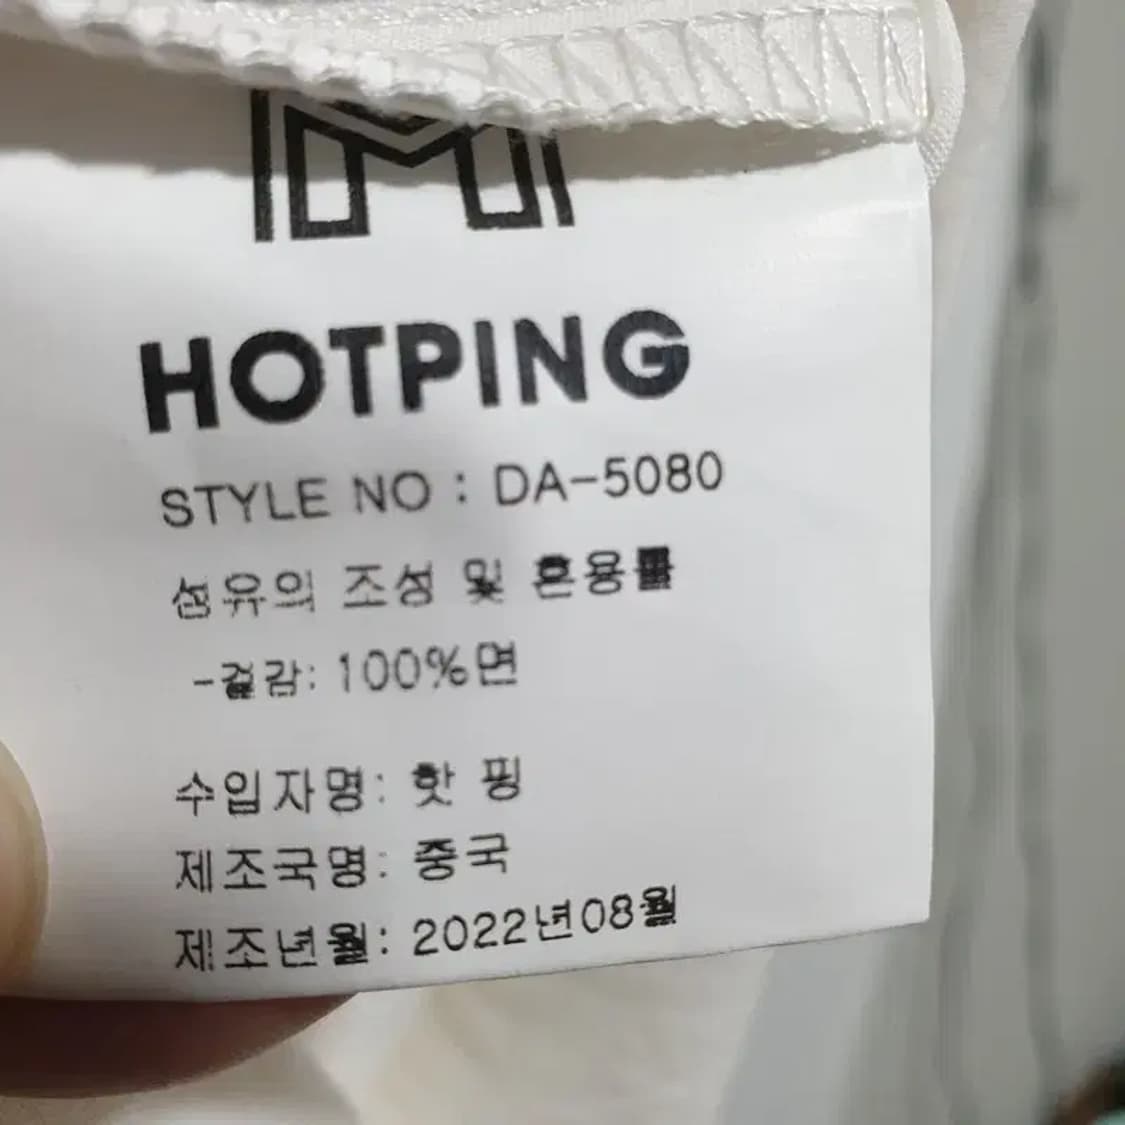 HOTPING
STYLE NO : DA-5080
섬유의 조성 및 혼용률
-겉감: 100%면
수입자명: 핫 핑
제조국명: 중국
제조년월: 2022년08월